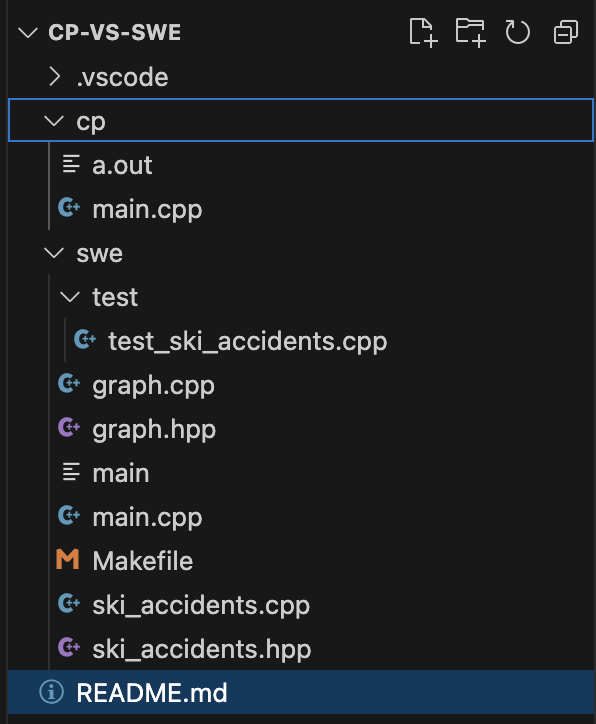 CP-VS-SWE
.vscode
cp
a.out
main.cpp
swe
test
test_ski_accidents.cpp
graph.cpp
graph.hpp
main
main.cpp
M Makefile
ski_accidents.cpp
ski_accidents.hpp
README.md